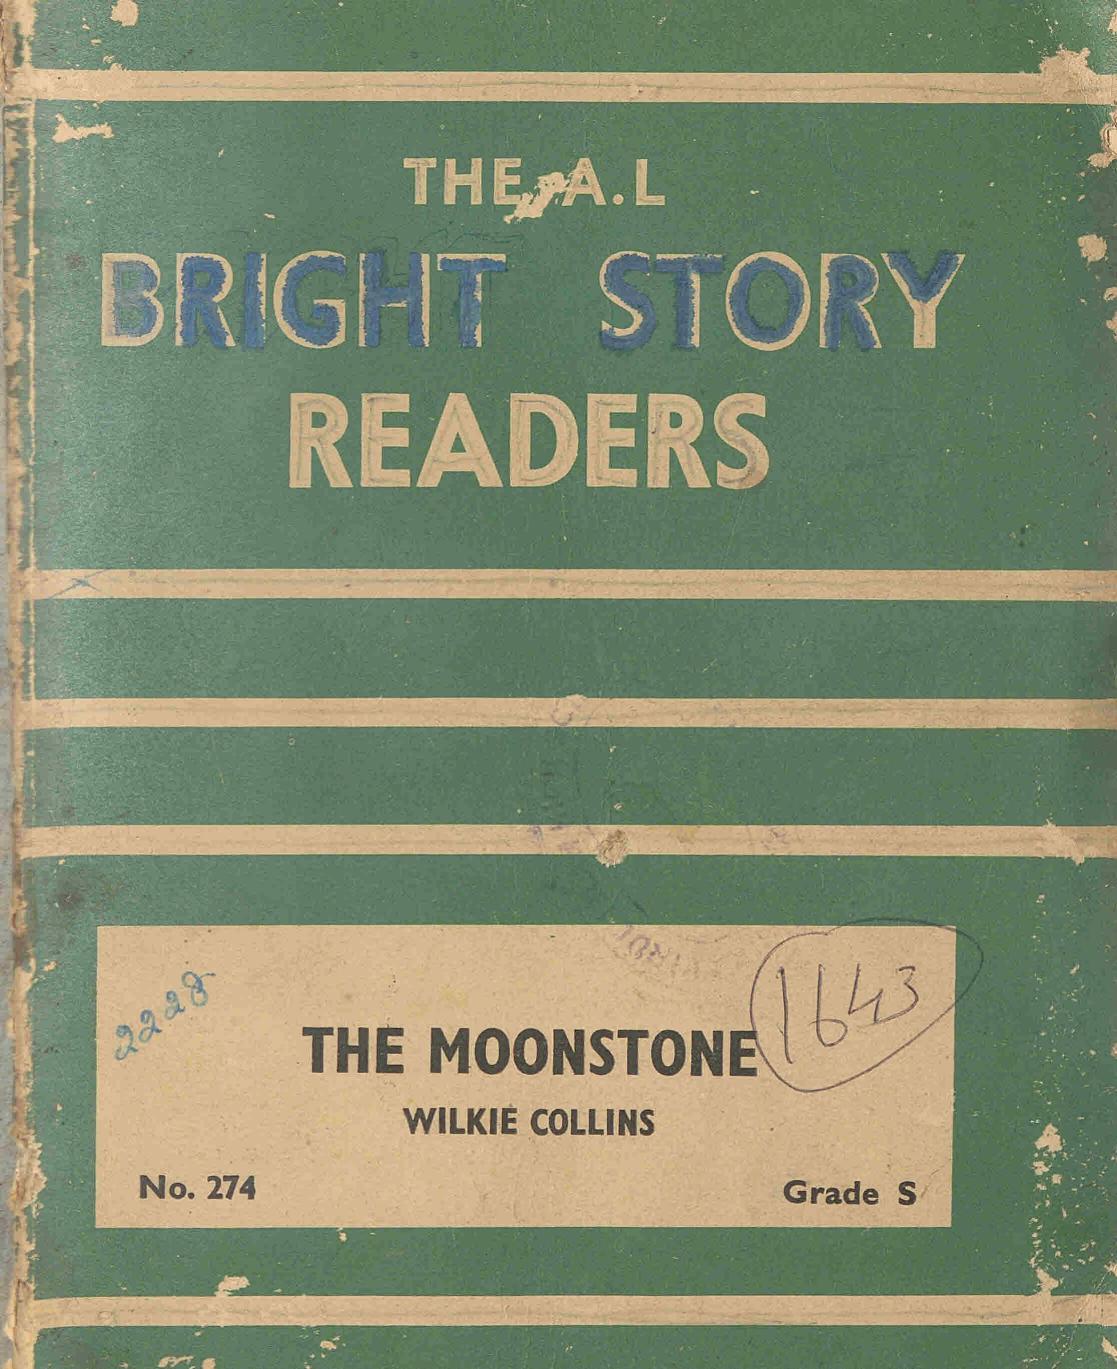 THE A.L
BRIGHT STORY
READERS
2228
1643
THE MOONSTONE
WILKIE COLLINS
No. 274
Grade S